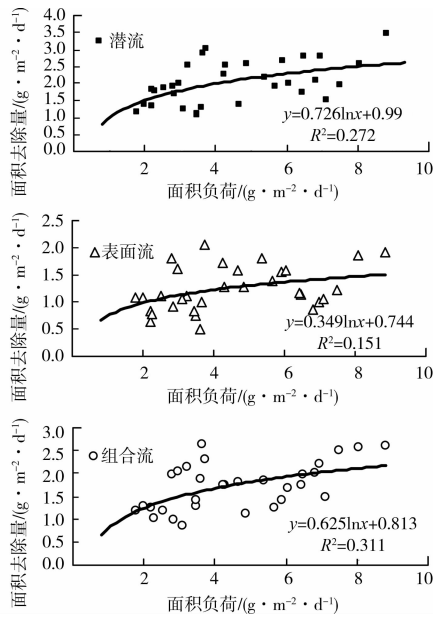 面积去除量/(g·m⁻²·d⁻¹)
4.0
3.5
3.0
2.5
2.0
1.5
1.0
0.5
0.0
潜流
y=0.726lnx+0.99
R²=0.272
2 4 6 8 10
面积负荷/(g·m⁻²·d⁻¹)
面积去除量/(g·m⁻²·d⁻¹)
2.5
2.0
1.5
1.0
0.5
0.0
表面流
y=0.349lnx+0.744
R²=0.151
2 4 6 8 10
面积负荷/(g·m⁻²·d⁻¹)
面积去除量/(g·m⁻²·d⁻¹)
3.0
2.5
2.0
1.5
1.0
0.5
0.0
组合流
y=0.625lnx+0.813
R²=0.311
2 4 6 8 10
面积负荷/(g·m⁻²·d⁻¹)